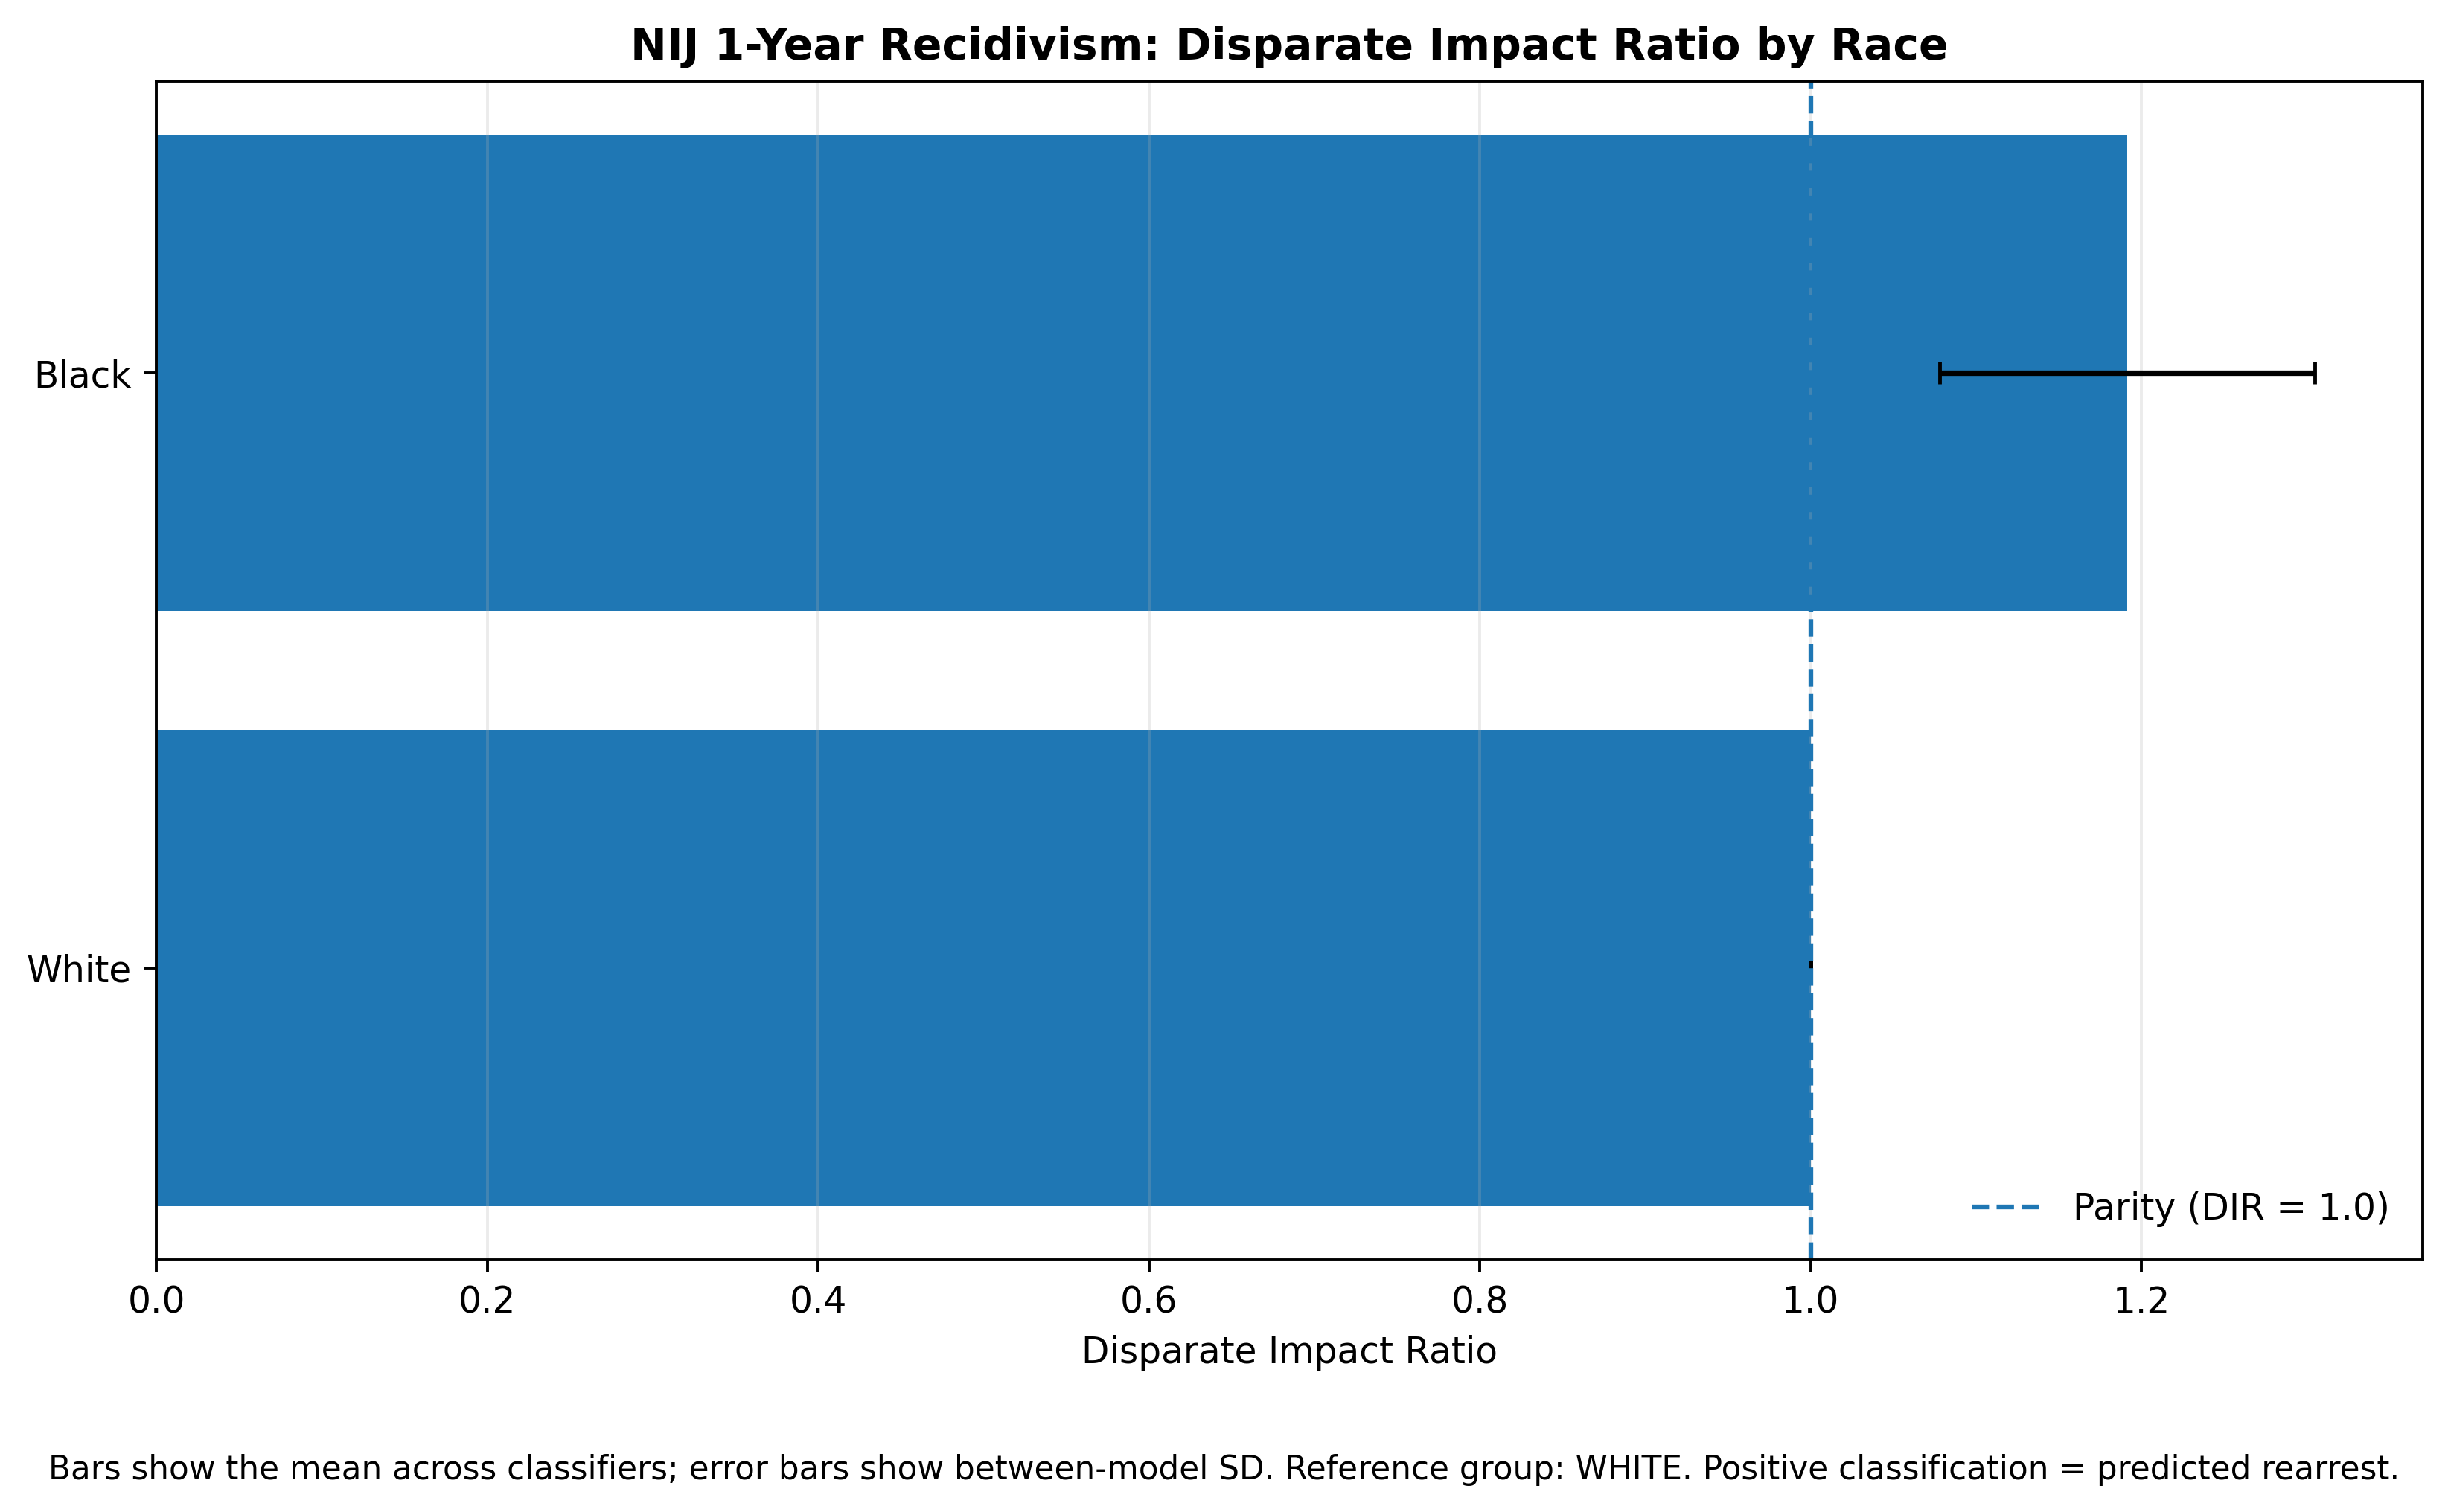 NIJ 1-Year Recidivism: Disparate Impact Ratio by Race
Black
White
Parity (DIR = 1.0)
0.0 0.2 0.4 0.6 0.8 1.0 1.2
Disparate Impact Ratio
Bars show the mean across classifiers; error bars show between-model SD. Reference group: WHITE. Positive classification = predicted rearrest.